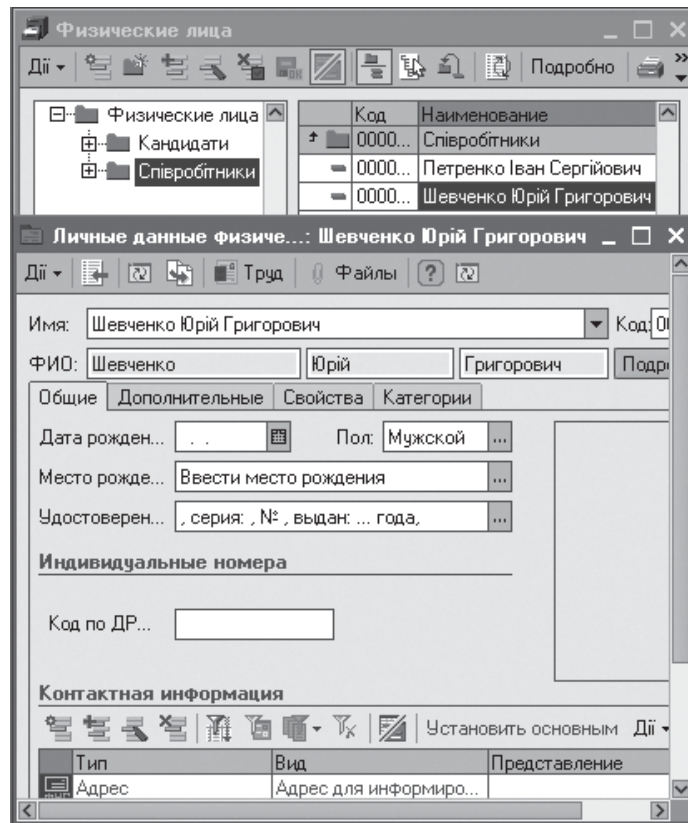 Физические лица
Дії Подробно »
Физические лица
Кандидати
Співробітники
Код Наименование
0000... Співробітники
0000... Петренко Іван Сергійович
0000... Шевченко Юрій Григорович
Личные данные физиче...: Шевченко Юрій Григорович
Дії Труд Файлы ?
Имя: Шевченко Юрій Григорович Код:
ФИО: Шевченко Юрій Григорович Подр
Общие Дополнительные Свойства Категории
Дата рожден... . . Пол: Мужской ...
Место рожде... Ввести место рождения ...
Удостоверен... , серия: , № , выдан: ... года, ...
Индивидуальные номера
Код по ДР...
Контактная информация
Установить основным Дії
Тип Вид Представление
Адрес Адрес для информиро...